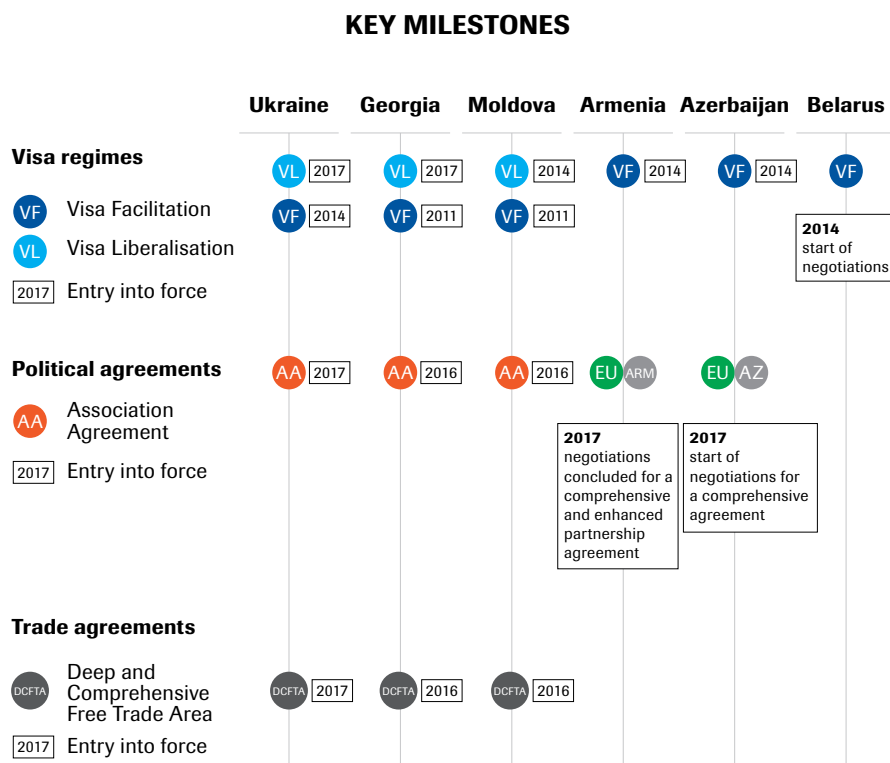 KEY MILESTONES
Ukraine Georgia Moldova Armenia Azerbaijan Belarus
Visa regimes
VL 2017 VL 2017 VL 2014 VF 2014 VF 2014 VF
VF Visa Facilitation VF 2014 VF 2011 VF 2011
VL Visa Liberalisation
2017 Entry into force
2014
start of
negotiations
Political agreements
AA 2017 AA 2016 AA 2016 EU ARM EU AZ
AA Association
Agreement
2017 Entry into force
2017
negotiations
concluded for a
comprehensive
and enhanced
partnership
agreement
2017
start of
negotiations for
a comprehensive
agreement
Trade agreements
DCFTA Deep and
Comprehensive
Free Trade Area
DCFTA 2017 DCFTA 2016 DCFTA 2016
2017 Entry into force